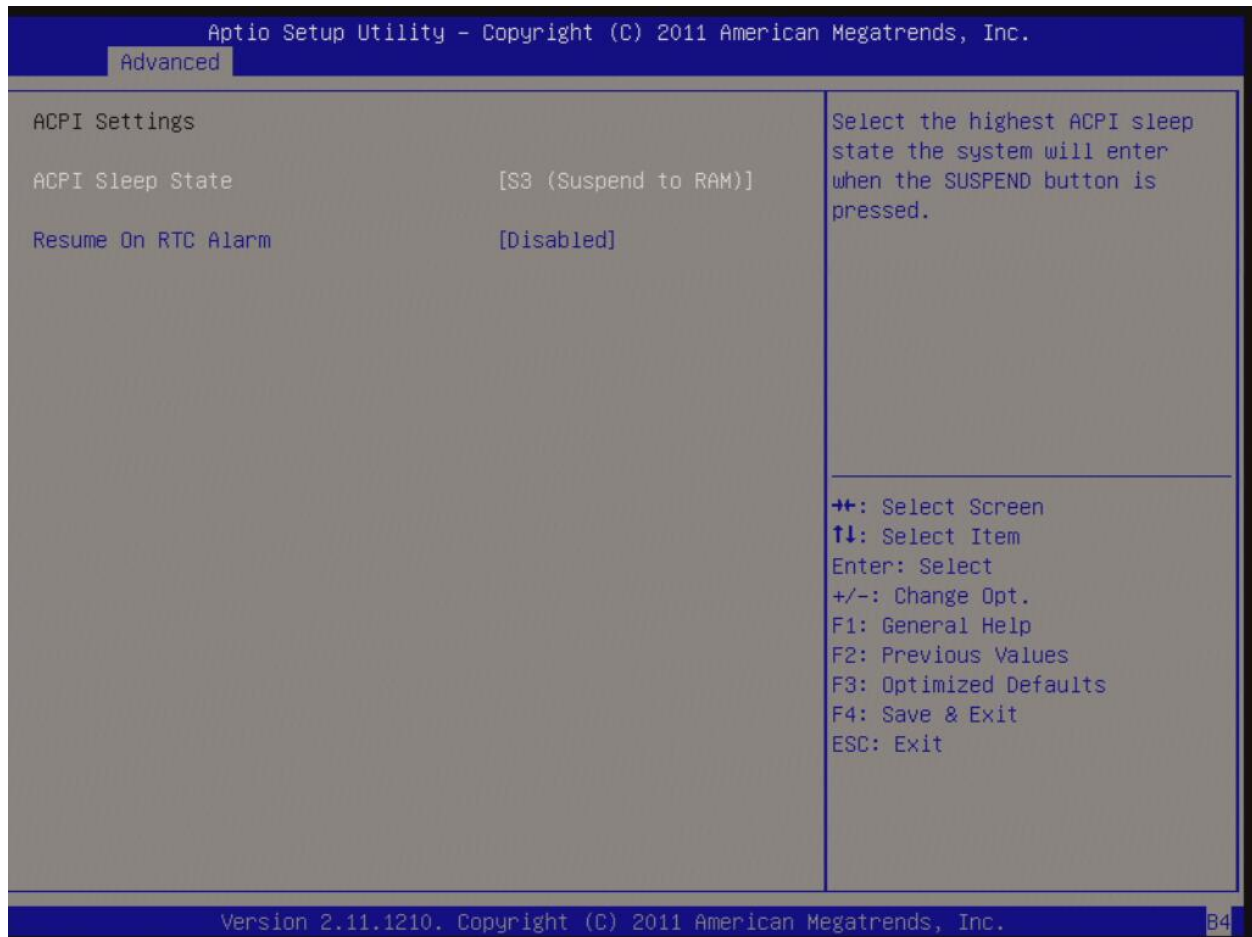 Aptio Setup Utility – Copyright (C) 2011 American Megatrends, Inc.
Advanced
ACPI Settings
ACPI Sleep State [S3 (Suspend to RAM)]
Resume On RTC Alarm [Disabled]
Select the highest ACPI sleep
state the system will enter
when the SUSPEND button is
pressed.
→←: Select Screen
↑↓: Select Item
Enter: Select
+/-: Change Opt.
F1: General Help
F2: Previous Values
F3: Optimized Defaults
F4: Save & Exit
ESC: Exit
Version 2.11.1210. Copyright (C) 2011 American Megatrends, Inc.
B4